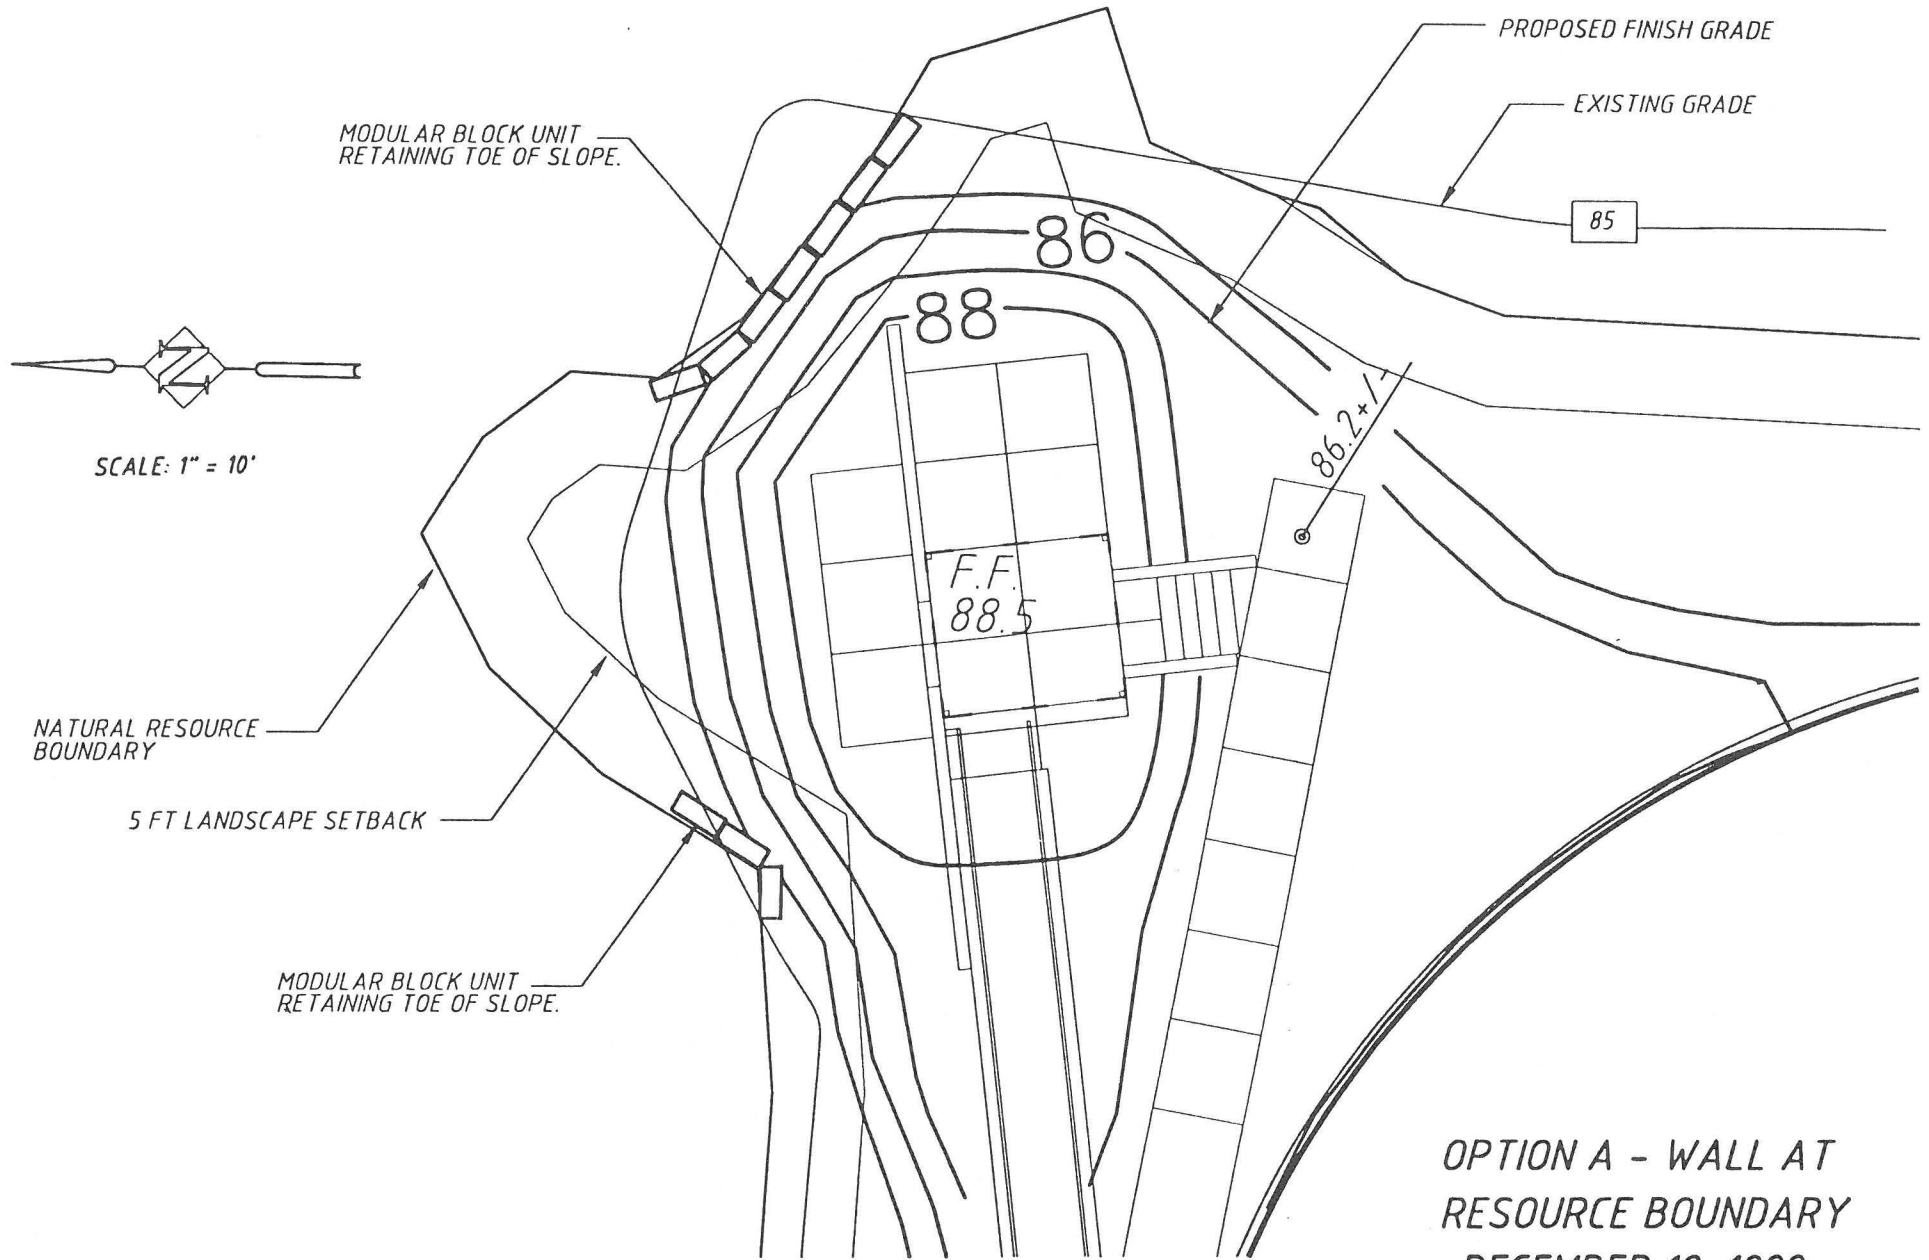 PROPOSED FINISH GRADE
EXISTING GRADE
MODULAR BLOCK UNIT
RETAINING TOE OF SLOPE.
85
86
88
N
SCALE: 1" = 10'
86.2+/-
F.F.
88.5
NATURAL RESOURCE
BOUNDARY
5 FT LANDSCAPE SETBACK
MODULAR BLOCK UNIT
RETAINING TOE OF SLOPE.
OPTION A - WALL AT
RESOURCE BOUNDARY
DECEMBER